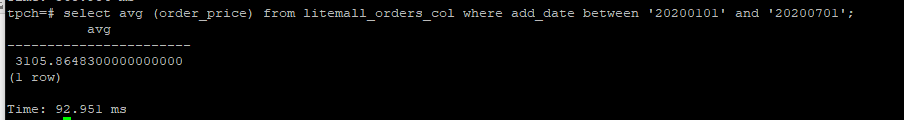 tpch=# select avg (order_price) from litemall_orders_col where add_date between '20200101' and '20200701';
avg
-----------------------
3105.8648300000000000
(1 row)
Time: 92.951 ms